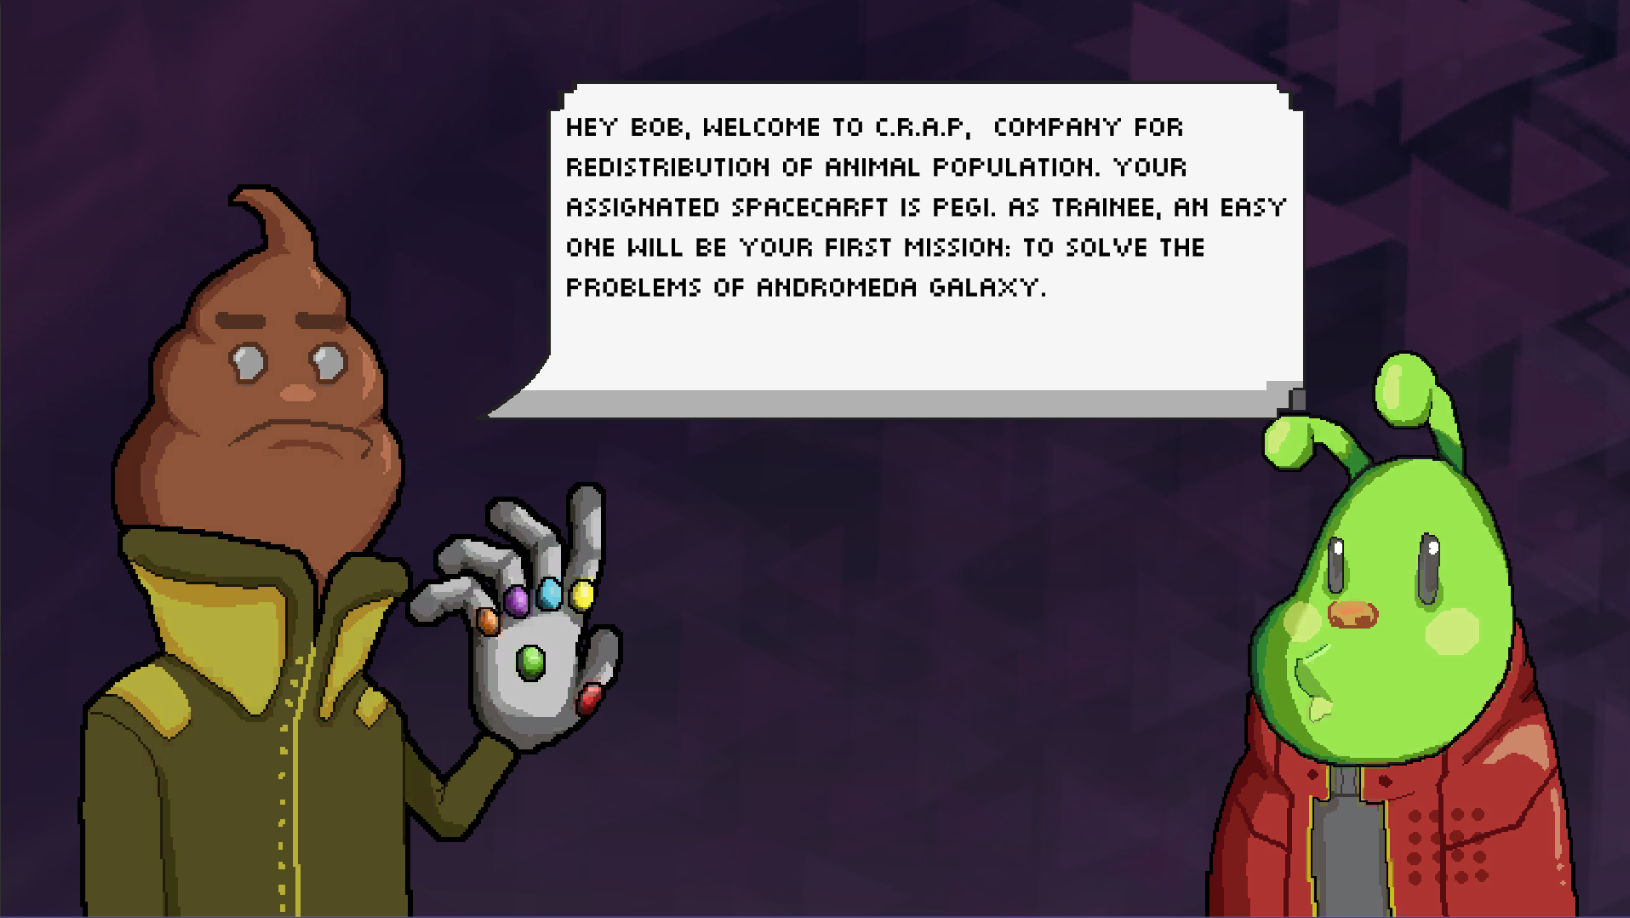 HEY BOB, WELCOME TO C.R.A.P,  COMPANY FOR
REDISTRIBUTION OF ANIMAL POPULATION. YOUR
ASSIGNATED SPACECARFT IS PEGI. AS TRAINEE, AN EASY
ONE WILL BE YOUR FIRST MISSION: TO SOLVE THE
PROBLEMS OF ANDROMEDA GALAXY.